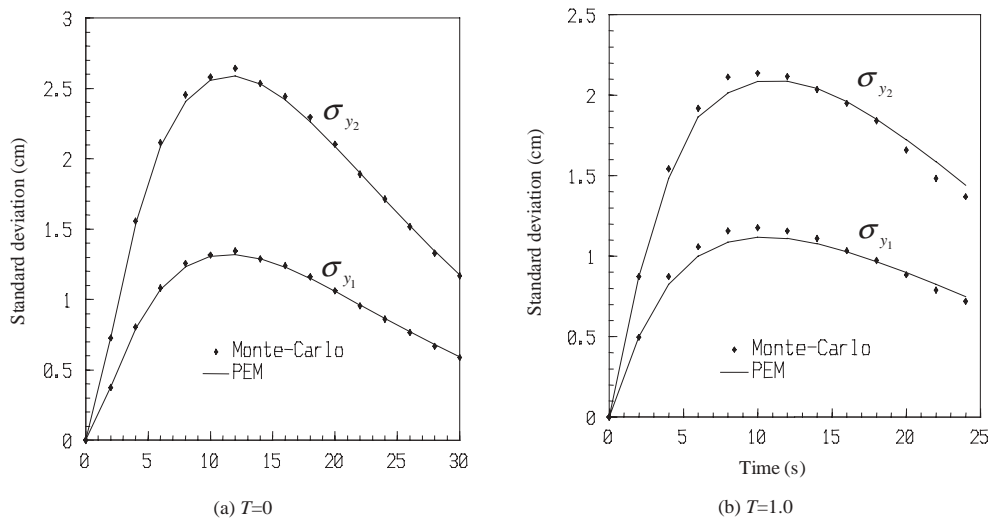 3
2.5
2
1.5
1
0.5
0
0 5 10 15 20 25 30
Standard deviation (cm)
σy2
σy1
Monte-Carlo
PEM
(a) T=0
2.5
2
1.5
1
0.5
0
0 5 10 15 20 25
Standard deviation (cm)
σy2
σy1
Monte-Carlo
PEM
Time (s)
(b) T=1.0